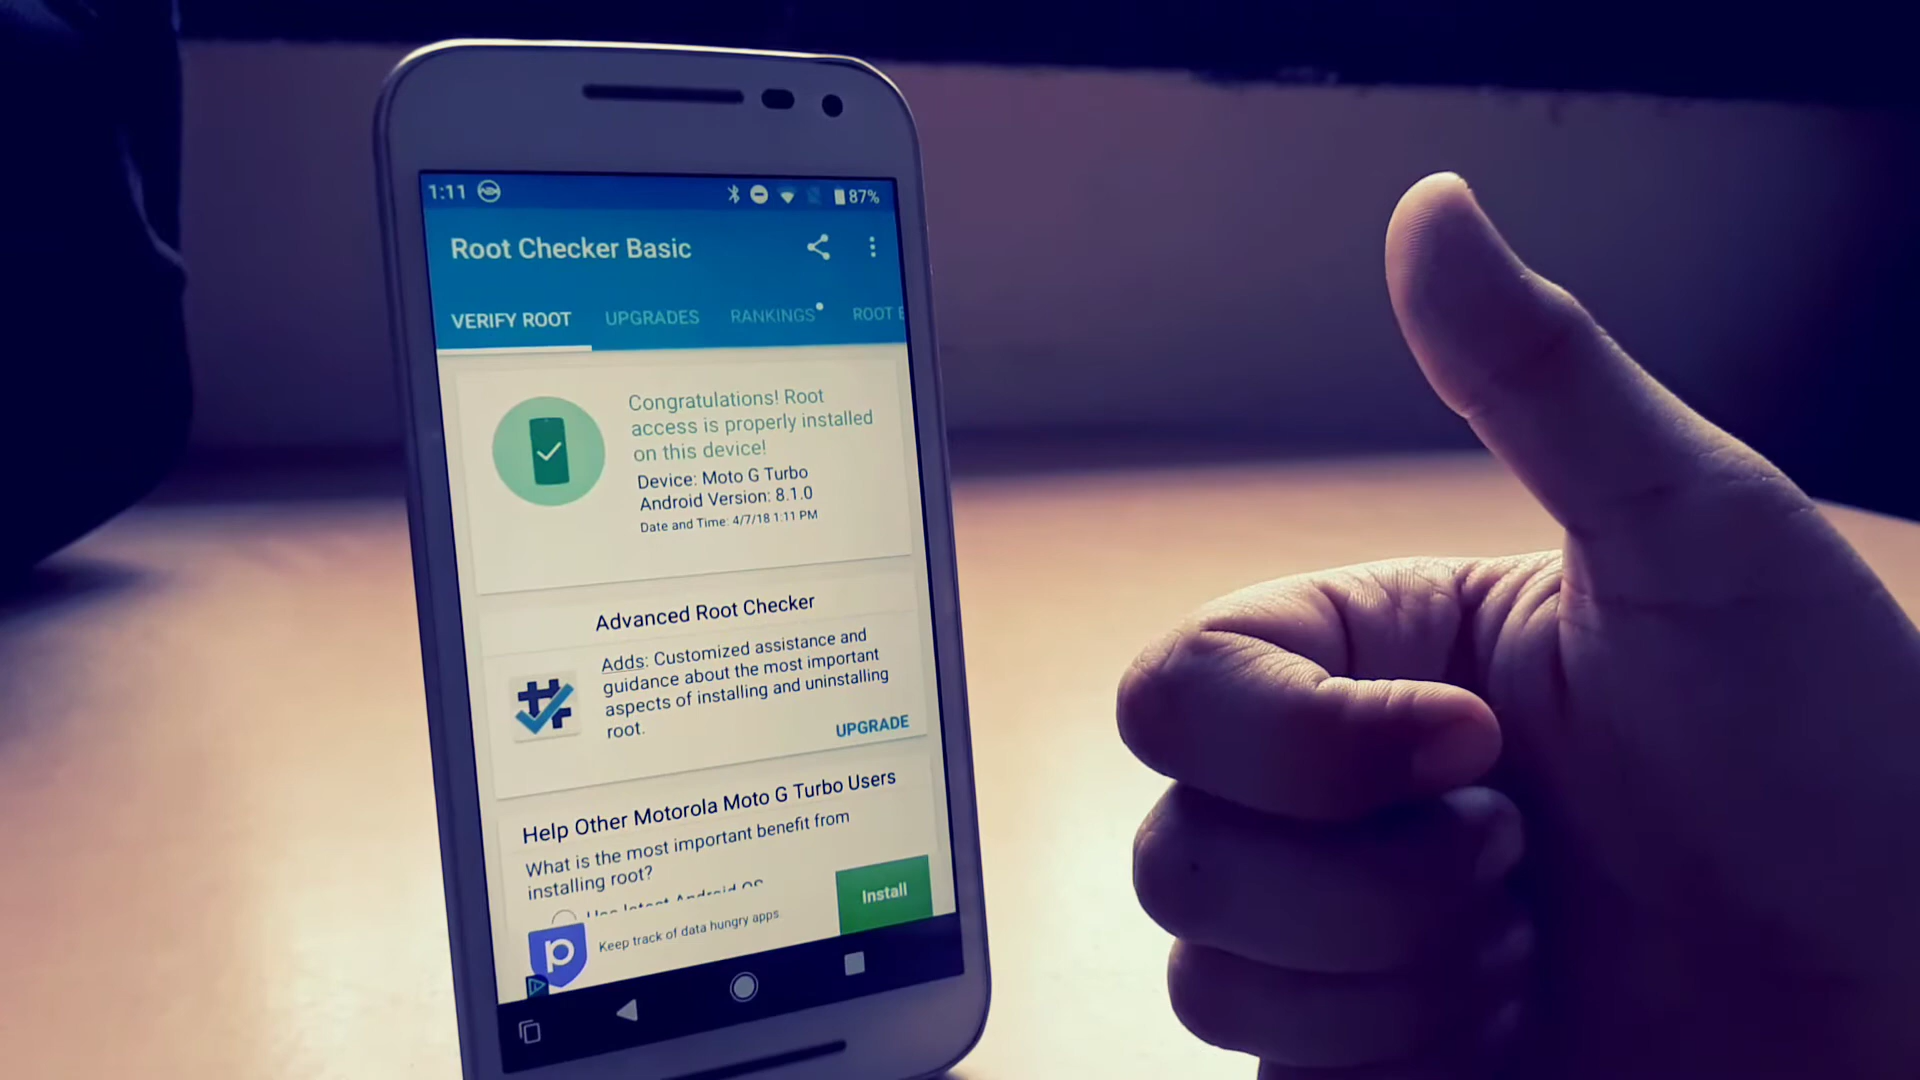 1:11 87%
Root Checker Basic
VERIFY ROOT UPGRADES RANKINGS ROOT
Congratulations! Root
access is properly installed
on this device!
Device: Moto G Turbo
Android Version: 8.1.0
Date and Time: 4/7/18 1:11 PM
Advanced Root Checker
Adds: Customized assistance and
guidance about the most important
aspects of installing and uninstalling
root.
UPGRADE
Help Other Motorola Moto G Turbo Users
What is the most important benefit from
installing root?
Use latest Android OS
Keep track of data hungry apps
Install